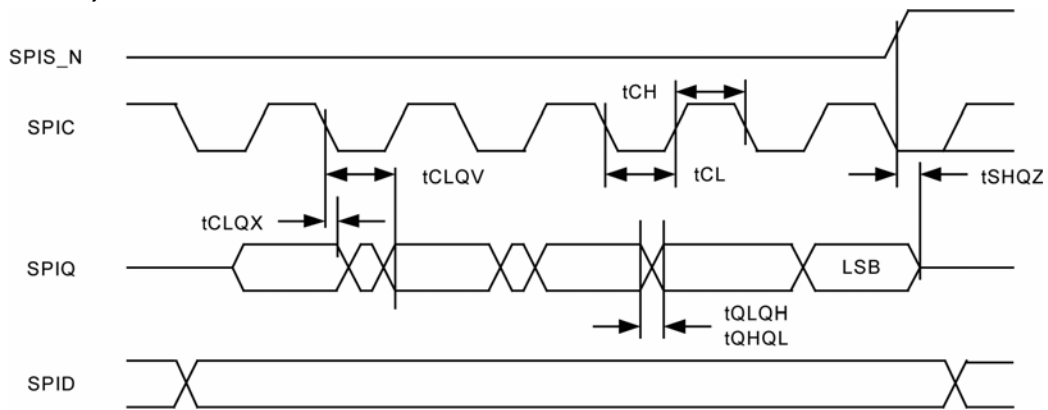 SPIS_N
tCH
SPIC
tCLQV
tCL
tSHQZ
tCLQX
SPIQ
LSB
tQLQH
tQHQL
SPID